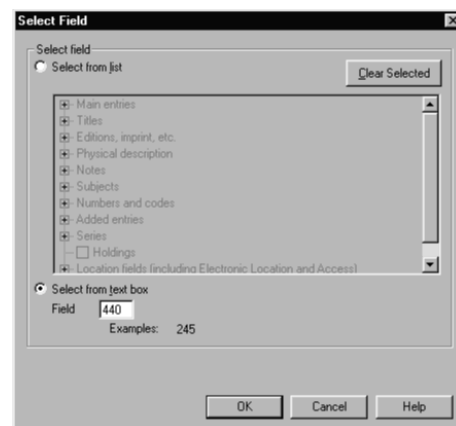 Select Field
Select field
Select from list
Clear Selected
Main entries
Titles
Editions, imprint, etc.
Physical description
Notes
Subjects
Numbers and codes
Added entries
Series
Holdings
Location fields (including Electronic Location and Access)
Select from text box
Field 440
Examples: 245
OK Cancel Help